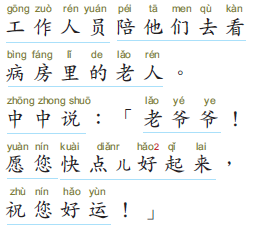 gōng zuò rén yuán péi tā men qù kàn
工作人员陪他们去看
bìng fáng lǐ dē lǎo rén
病房里的老人。
zhōng zhong shuō lǎo yé ye
中中说：「老爷爷！
yuàn nín kuài diǎnr hǎo2 qǐ lai
愿您快点儿好起来，
zhù nín hǎo yùn
祝您好运！」